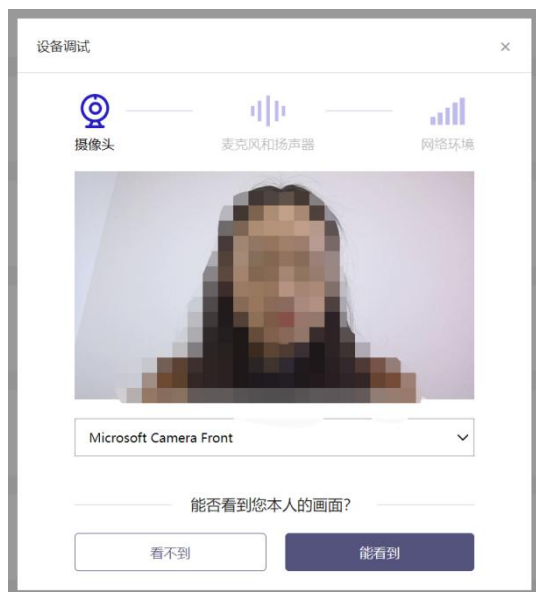 设备调试
摄像头 麦克风和扬声器 网络环境
Microsoft Camera Front
能否看到您本人的画面?
看不到 能看到